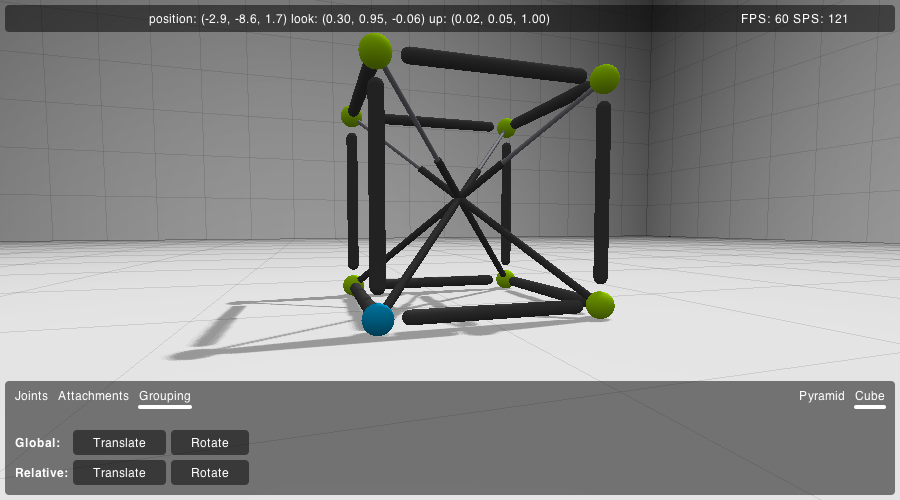 position: (-2.9, -8.6, 1.7) look: (0.30, 0.95, -0.06) up: (0.02, 0.05, 1.00) FPS: 60 SPS: 121
Joints Attachments Grouping Pyramid Cube
Global: Translate Rotate
Relative: Translate Rotate